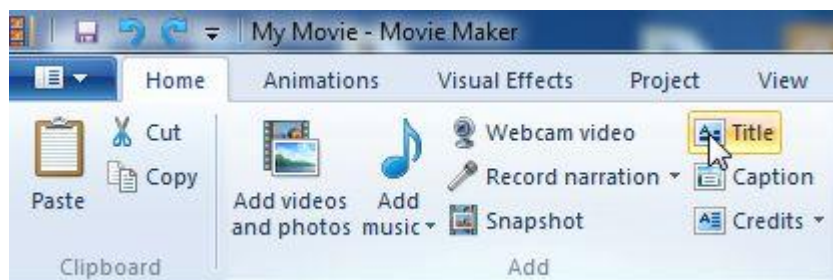 My Movie - Movie Maker
Home Animations Visual Effects Project View
Cut Webcam video Title
Copy Record narration Caption
Paste Add videos and photos Add music Snapshot Credits
Clipboard Add